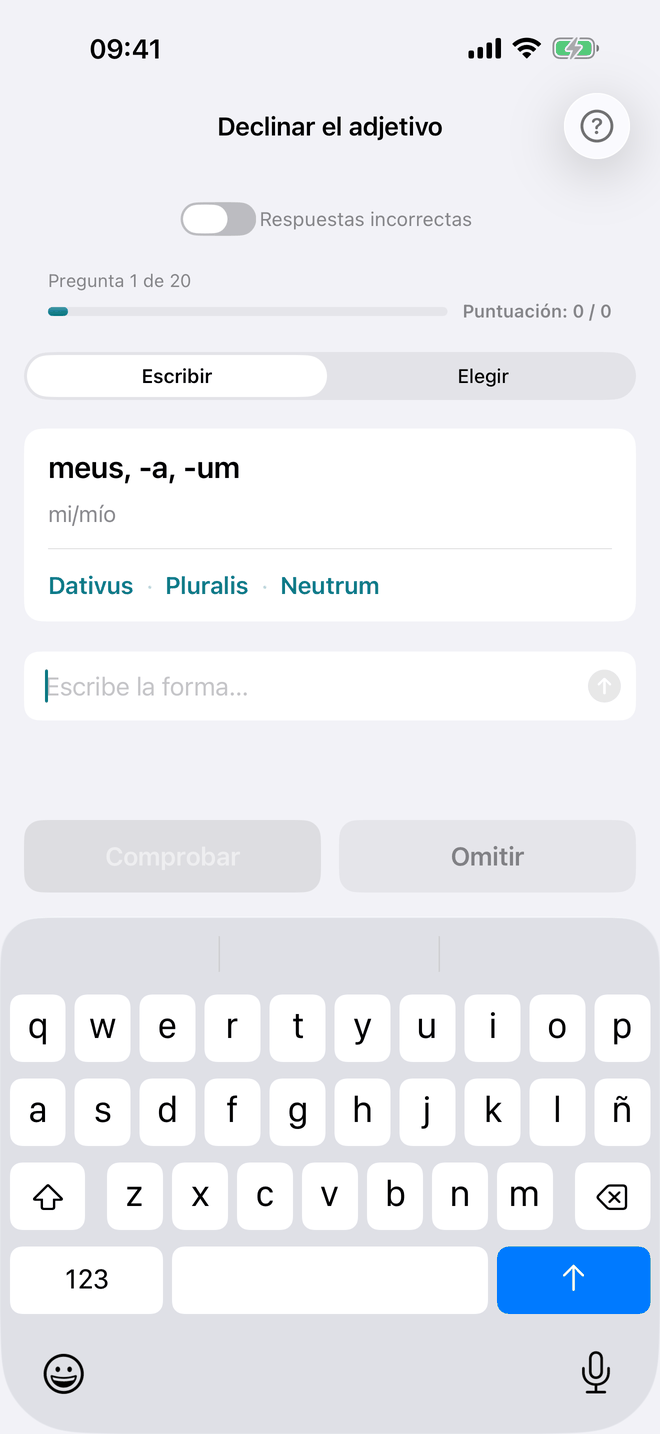 09:41
Declinar el adjetivo
Respuestas incorrectas
Pregunta 1 de 20
Puntuación: 0 / 0
Escribir
Elegir
meus, -a, -um
mi/mío
Dativus · Pluralis · Neutrum
Escribe la forma...
Comprobar
Omitir
q w e r t y u i o p
a s d f g h j k l ñ
z x c v b n m
123